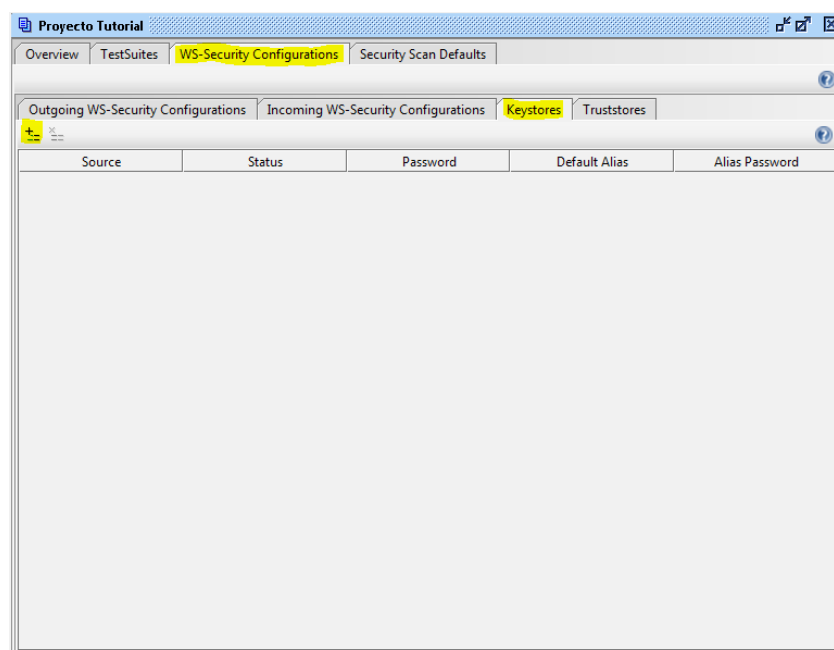 Proyecto Tutorial
Overview TestSuites WS-Security Configurations Security Scan Defaults
Outgoing WS-Security Configurations Incoming WS-Security Configurations Keystores Truststores
Source Status Password Default Alias Alias Password